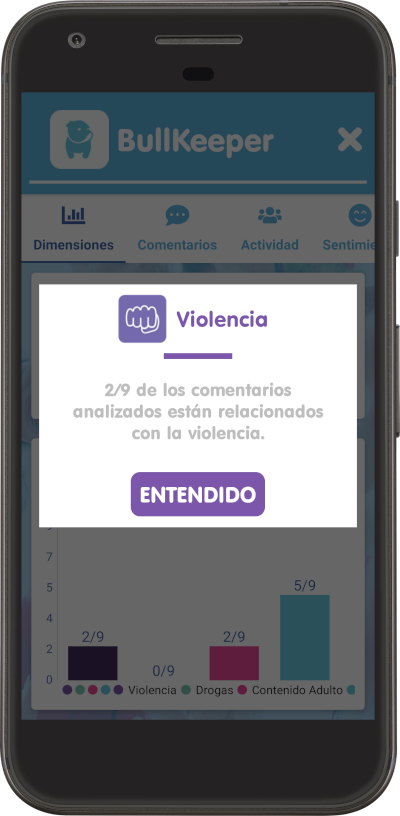 BullKeeper
Dimensiones
Comentarios
Actividad
Sentimie
Violencia
2/9 de los comentarios
analizados están relacionados
con la violencia.
ENTENDIDO
7
5
4
2
0
2/9
0/9
2/9
5/9
Violencia
Drogas
Contenido Adulto